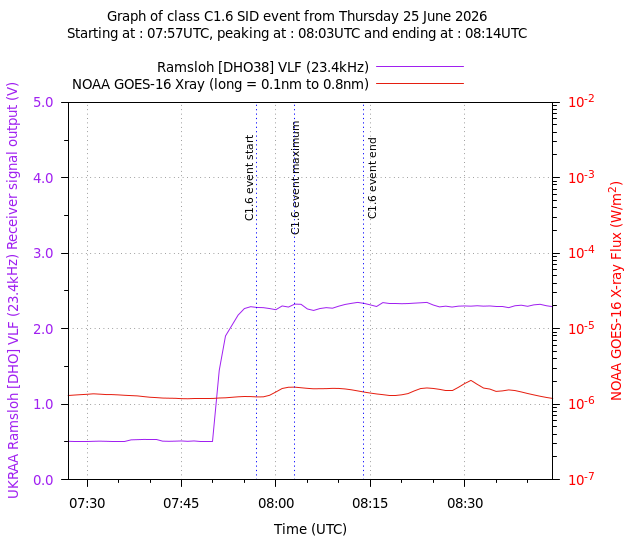 Graph of class C1.6 SID event from Thursday 25 June 2026
Starting at : 07:57UTC, peaking at : 08:03UTC and ending at : 08:14UTC
Ramsloh [DHO38] VLF (23.4kHz)
NOAA GOES-16 Xray (long = 0.1nm to 0.8nm)
UKRAA Ramsloh [DHO] VLF (23.4kHz) Receiver signal output (V)
5.0
4.0
3.0
2.0
1.0
0.0
C1.6 event start
C1.6 event maximum
C1.6 event end
10^-2
10^-3
10^-4
10^-5
10^-6
10^-7
NOAA GOES-16 X-ray Flux (W/m²)
07:30
07:45
08:00
08:15
08:30
Time (UTC)